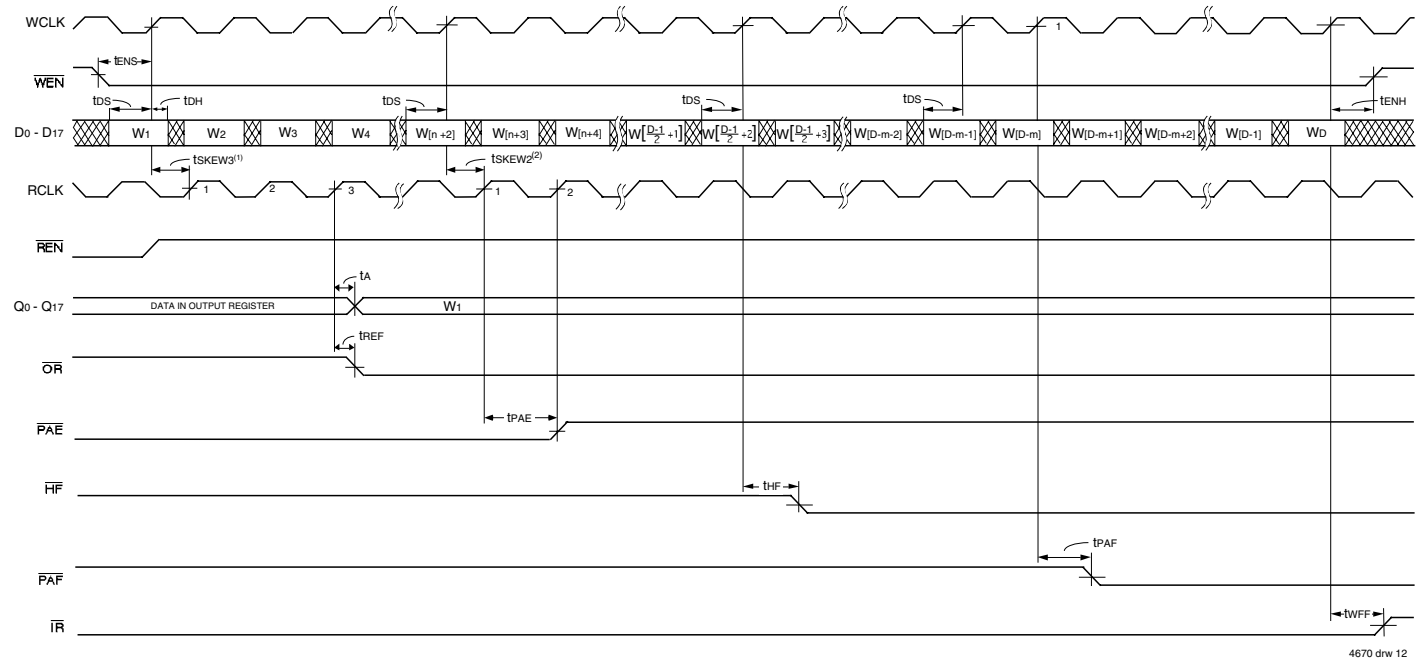 WCLK 1
tENS
WEN
tDS tDH tDS tDS tDS tENH
D0 - D17 W1 W2 W3 W4 W[n +2] W[n+3] W[n+4] W[D-1/2 +1] W[D-1/2 +2] W[D-1/2 +3] W[D-m-2] W[D-m-1] W[D-m] W[D-m+1] W[D-m+2] W[D-1] WD
tSKEW3(1) tSKEW2(2)
RCLK 1 2 3 1 2
REN
tA
Q0 - Q17 DATA IN OUTPUT REGISTER W1
tREF
OR
tPAE
PAE
tHF
HF
tPAF
PAF
tWFF
IR
4670 drw 12